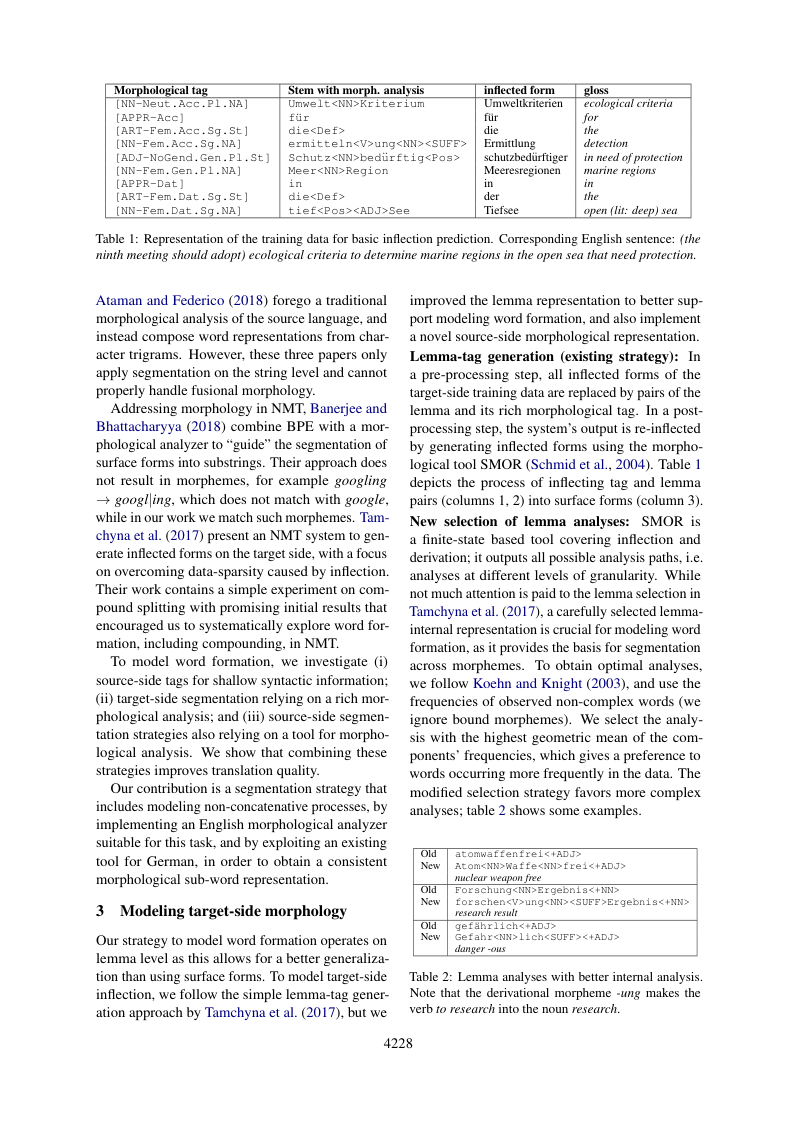 Morphological tag Stem with morph. analysis inflected form gloss
[NN-Neut.Acc.Pl.NA] Umwelt<NN>Kriterium Umweltkriterien ecological criteria
[APPR-Acc] für für for
[ART-Fem.Acc.Sg.St] die<Def> die the
[NN-Fem.Acc.Sg.NA] ermitteln<V>ung<NN><SUFF> Ermittlung detection
[ADJ-NoGend.Gen.Pl.St] Schutz<NN>bedürftig<Pos> schutzbedürftiger in need of protection
[NN-Fem.Gen.Pl.NA] Meer<NN>Region Meeresregionen marine regions
[APPR-Dat] in in in
[ART-Fem.Dat.Sg.St] die<Def> der the
[NN-Fem.Dat.Sg.NA] tief<Pos><ADJ>See Tiefsee open (lit: deep) sea
Table 1: Representation of the training data for basic inflection prediction. Corresponding English sentence: (the
ninth meeting should adopt) ecological criteria to determine marine regions in the open sea that need protection.
Ataman and Federico (2018) forego a traditional
morphological analysis of the source language, and
instead compose word representations from char-
acter trigrams. However, these three papers only
apply segmentation on the string level and cannot
properly handle fusional morphology.
Addressing morphology in NMT, Banerjee and
Bhattacharyya (2018) combine BPE with a mor-
phological analyzer to “guide” the segmentation of
surface forms into substrings. Their approach does
not result in morphemes, for example googling
→ googl|ing, which does not match with google,
while in our work we match such morphemes. Tam-
chyna et al. (2017) present an NMT system to gen-
erate inflected forms on the target side, with a focus
on overcoming data-sparsity caused by inflection.
Their work contains a simple experiment on com-
pound splitting with promising initial results that
encouraged us to systematically explore word for-
mation, including compounding, in NMT.
To model word formation, we investigate (i)
source-side tags for shallow syntactic information;
(ii) target-side segmentation relying on a rich mor-
phological analysis; and (iii) source-side segmen-
tation strategies also relying on a tool for morpho-
logical analysis. We show that combining these
strategies improves translation quality.
Our contribution is a segmentation strategy that
includes modeling non-concatenative processes, by
implementing an English morphological analyzer
suitable for this task, and by exploiting an existing
tool for German, in order to obtain a consistent
morphological sub-word representation.
3 Modeling target-side morphology
Our strategy to model word formation operates on
lemma level as this allows for a better generaliza-
tion than using surface forms. To model target-side
inflection, we follow the simple lemma-tag gener-
ation approach by Tamchyna et al. (2017), but we
improved the lemma representation to better sup-
port modeling word formation, and also implement
a novel source-side morphological representation.
Lemma-tag generation (existing strategy): In
a pre-processing step, all inflected forms of the
target-side training data are replaced by pairs of the
lemma and its rich morphological tag. In a post-
processing step, the system's output is re-inflected
by generating inflected forms using the morpho-
logical tool SMOR (Schmid et al., 2004). Table 1
depicts the process of inflecting tag and lemma
pairs (columns 1, 2) into surface forms (column 3).
New selection of lemma analyses: SMOR is
a finite-state based tool covering inflection and
derivation; it outputs all possible analysis paths, i.e.
analyses at different levels of granularity. While
not much attention is paid to the lemma selection in
Tamchyna et al. (2017), a carefully selected lemma-
internal representation is crucial for modeling word
formation, as it provides the basis for segmentation
across morphemes. To obtain optimal analyses,
we follow Koehn and Knight (2003), and use the
frequencies of observed non-complex words (we
ignore bound morphemes). We select the analy-
sis with the highest geometric mean of the com-
ponents' frequencies, which gives a preference to
words occurring more frequently in the data. The
modified selection strategy favors more complex
analyses; table 2 shows some examples.
Old atomwaffenfrei<+ADJ>
New Atom<NN>Waffe<NN>frei<+ADJ>
nuclear weapon free
Old Forschung<NN>Ergebnis<+NN>
New forschen<V>ung<NN><SUFF>Ergebnis<+NN>
research result
Old gefährlich<+ADJ>
New Gefahr<NN>lich<SUFF><+ADJ>
danger -ous
Table 2: Lemma analyses with better internal analysis.
Note that the derivational morpheme -ung makes the
verb to research into the noun research.
4228